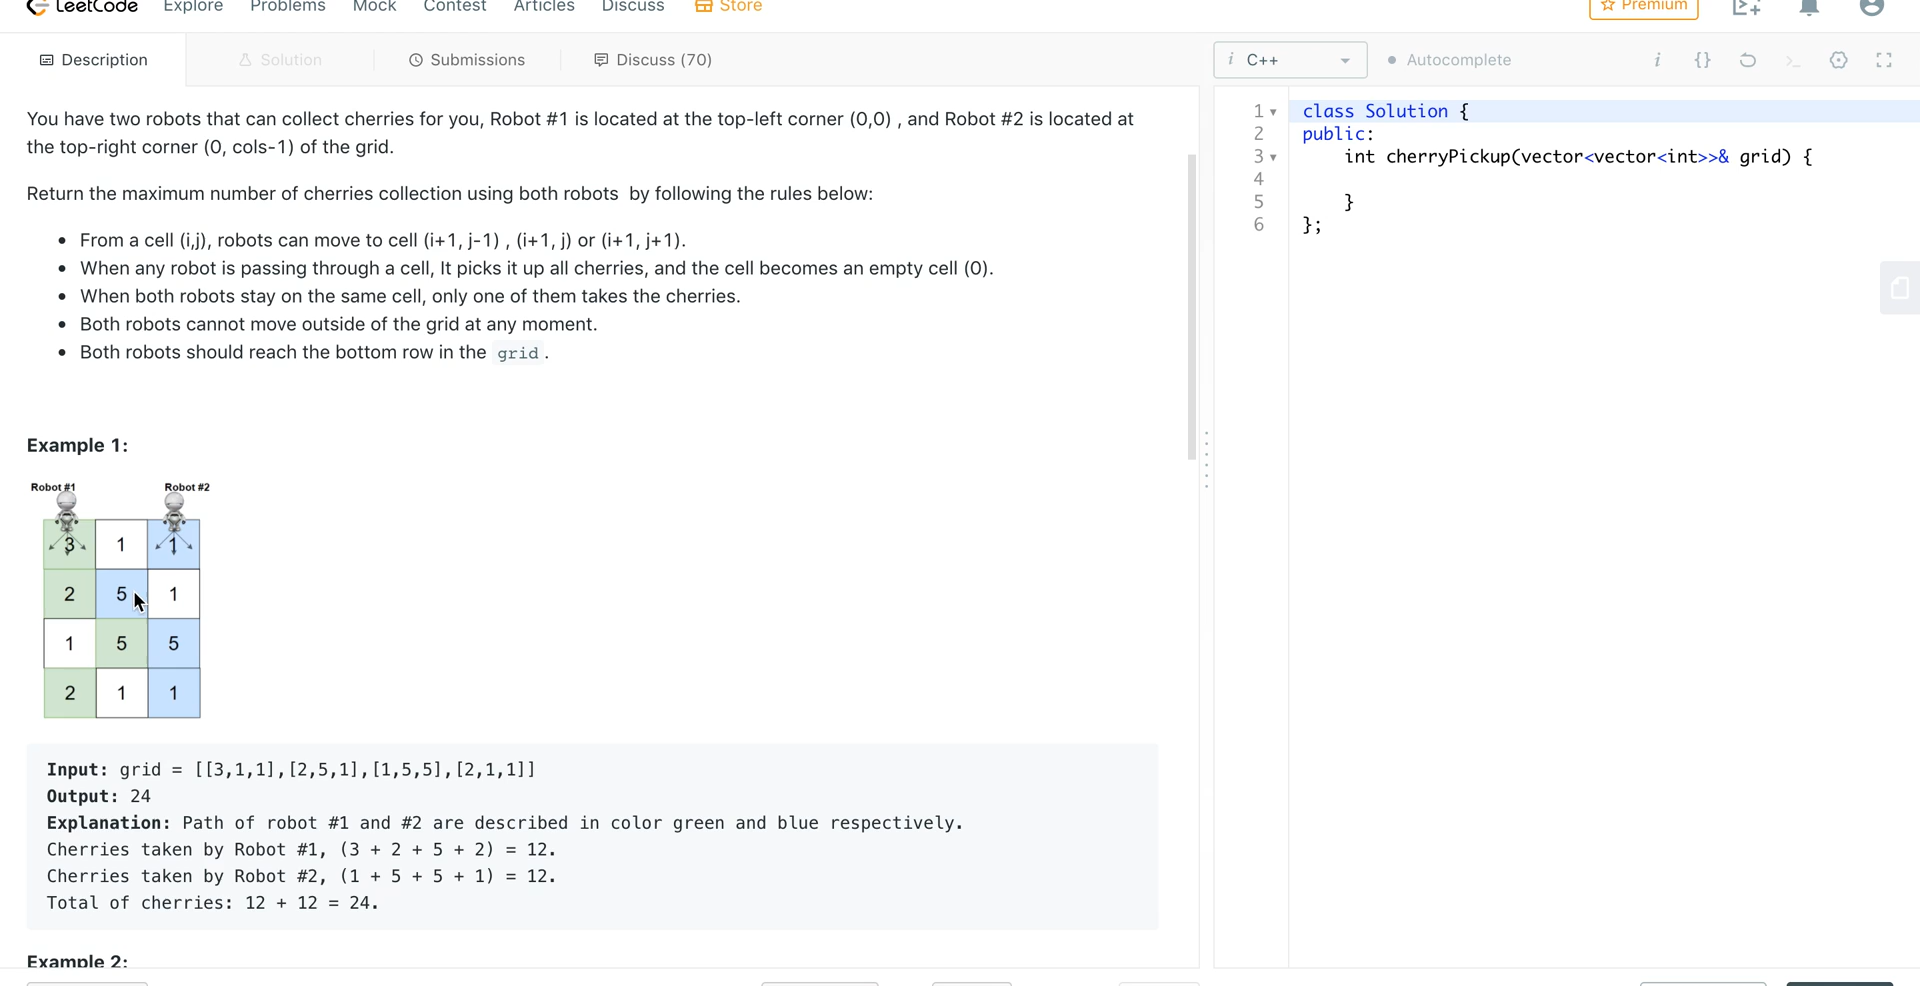 LeetCode Explore Problems Mock Contest Articles Discuss Store Premium
Description Solution Submissions Discuss (70)
i C++ Autocomplete i {}
You have two robots that can collect cherries for you, Robot #1 is located at the top-left corner (0,0) , and Robot #2 is located at
the top-right corner (0, cols-1) of the grid.
Return the maximum number of cherries collection using both robots  by following the rules below:
• From a cell (i,j), robots can move to cell (i+1, j-1) , (i+1, j) or (i+1, j+1).
• When any robot is passing through a cell, It picks it up all cherries, and the cell becomes an empty cell (0).
• When both robots stay on the same cell, only one of them takes the cherries.
• Both robots cannot move outside of the grid at any moment.
• Both robots should reach the bottom row in the grid .
Example 1:
Robot #1 Robot #2
3 1 1
2 5 1
1 5 5
2 1 1
Input: grid = [[3,1,1],[2,5,1],[1,5,5],[2,1,1]]
Output: 24
Explanation: Path of robot #1 and #2 are described in color green and blue respectively.
Cherries taken by Robot #1, (3 + 2 + 5 + 2) = 12.
Cherries taken by Robot #2, (1 + 5 + 5 + 1) = 12.
Total of cherries: 12 + 12 = 24.
Example 2:
1 class Solution {
2 public:
3     int cherryPickup(vector<vector<int>>& grid) {
4
5     }
6 };